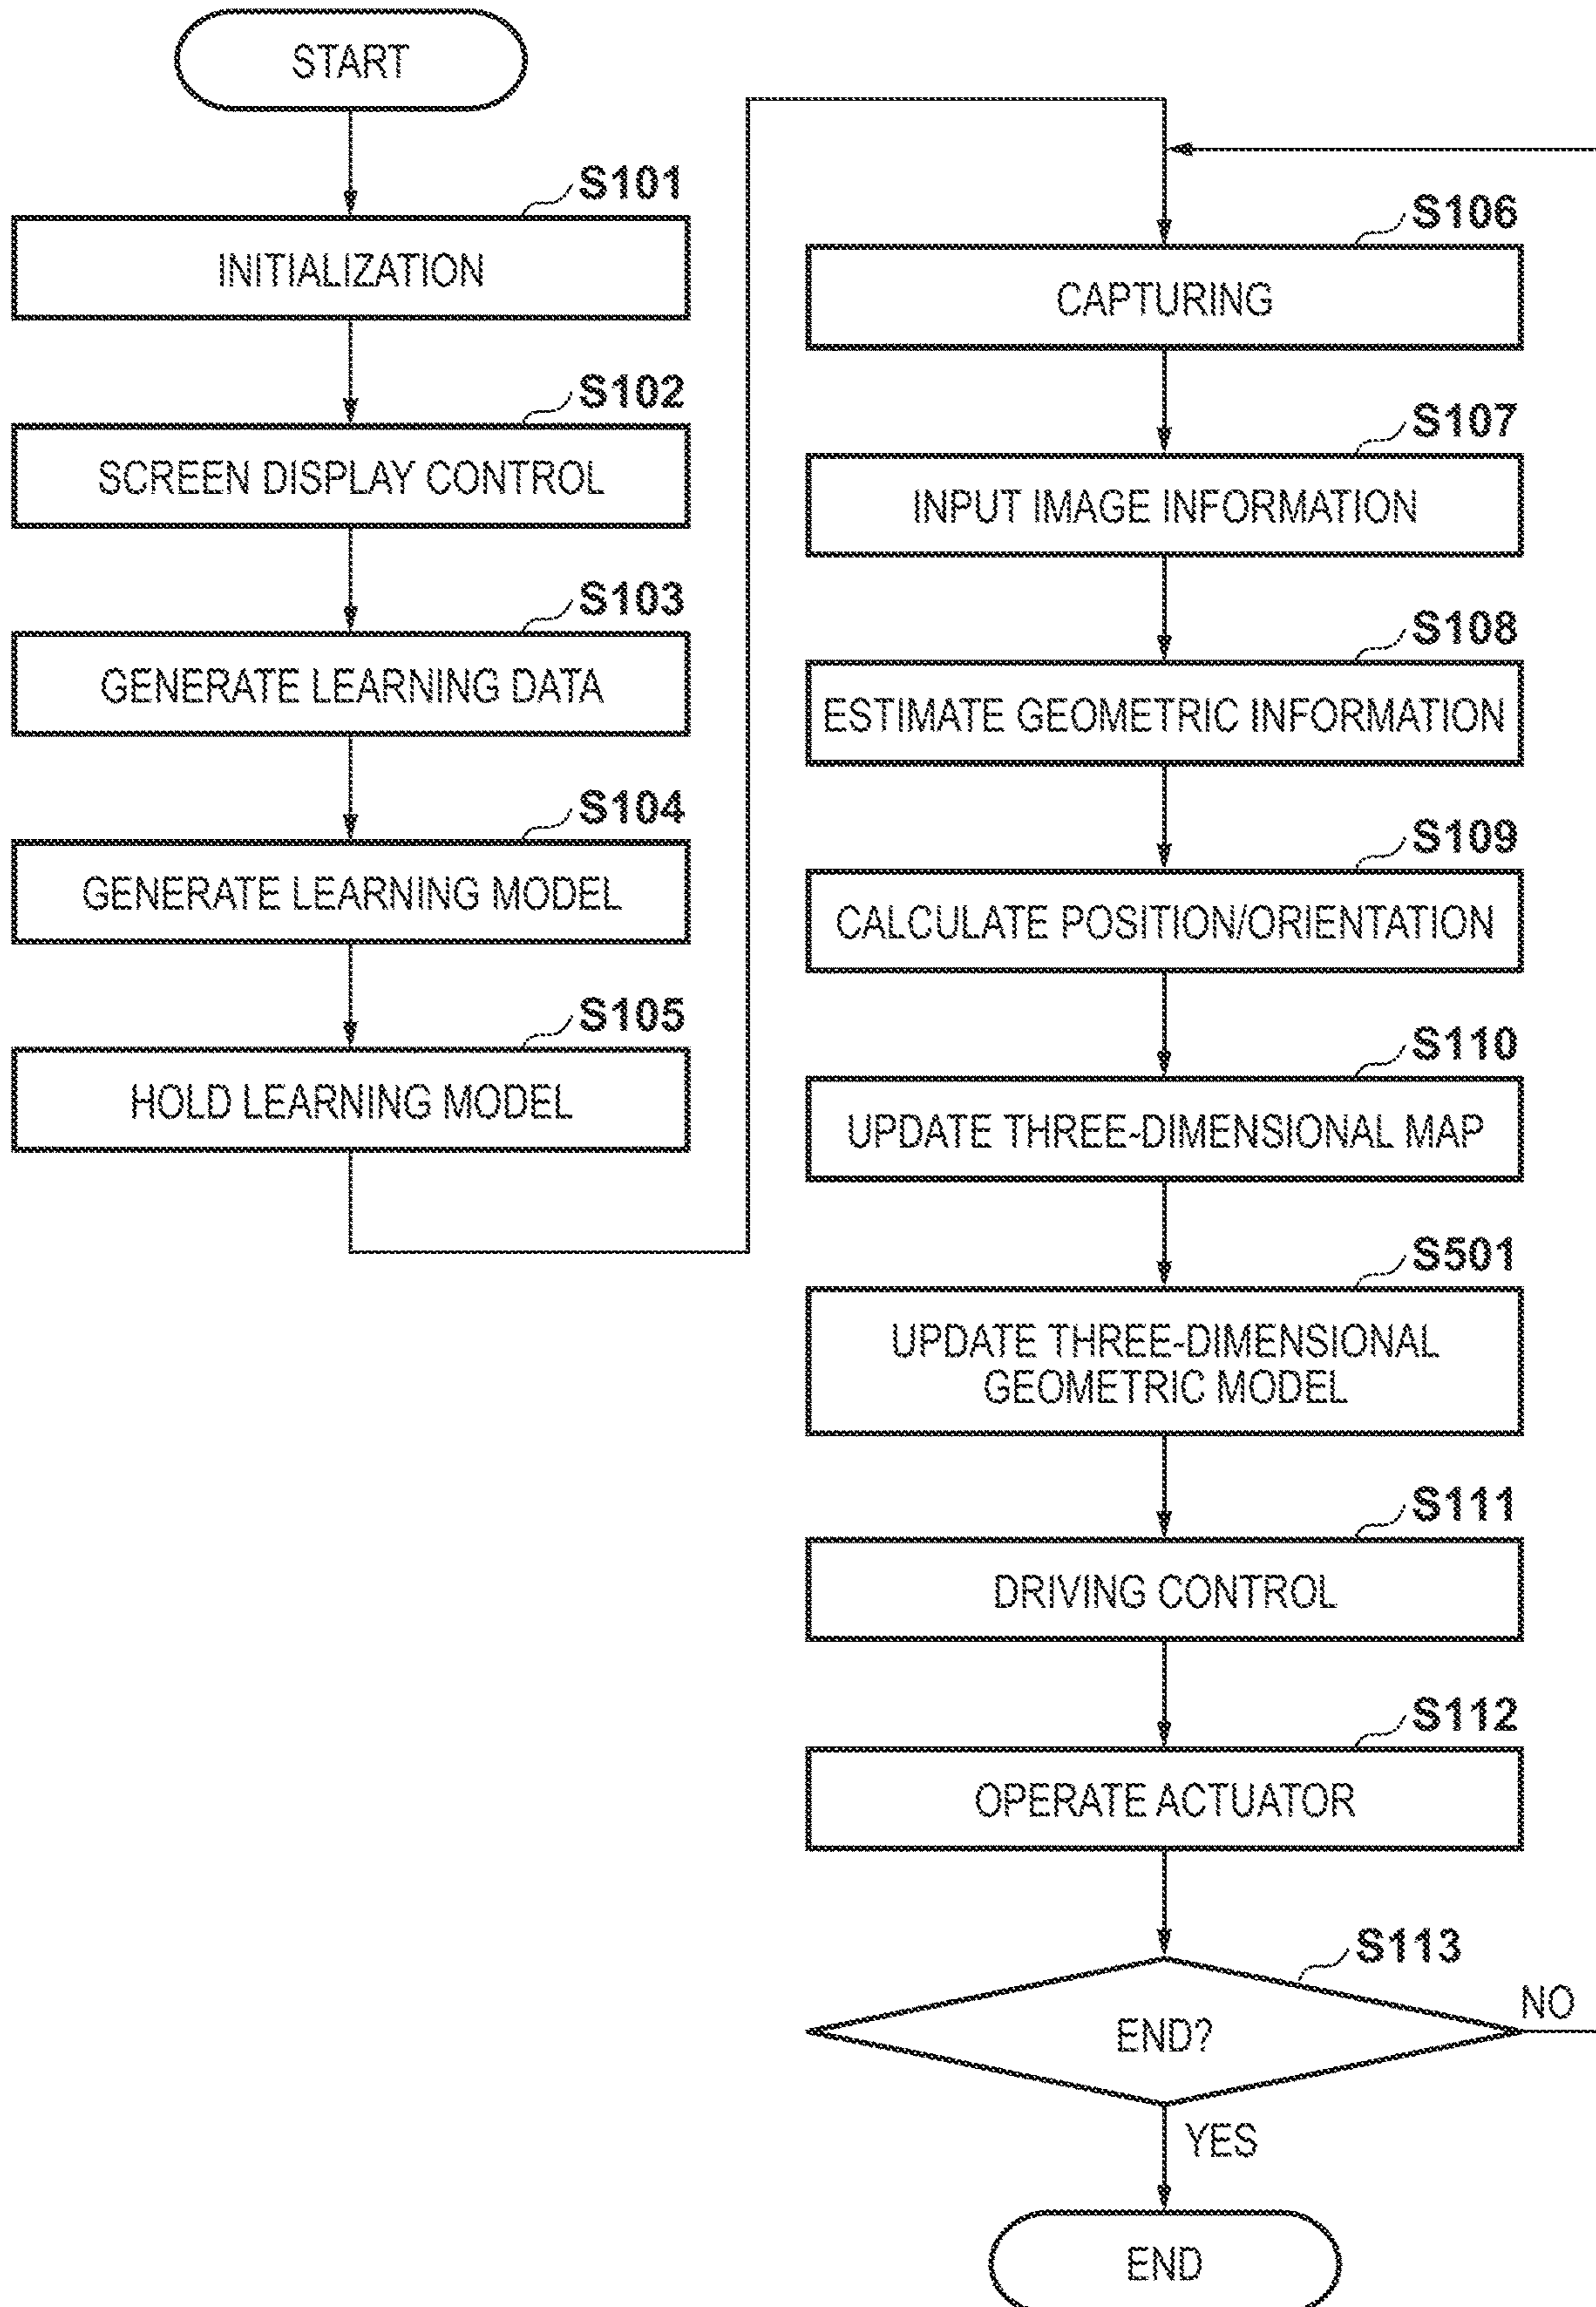 START
S101
INITIALIZATION
S102
SCREEN DISPLAY CONTROL
S103
GENERATE LEARNING DATA
S104
GENERATE LEARNING MODEL
S105
HOLD LEARNING MODEL
S106
CAPTURING
S107
INPUT IMAGE INFORMATION
S108
ESTIMATE GEOMETRIC INFORMATION
S109
CALCULATE POSITION/ORIENTATION
S110
UPDATE THREE-DIMENSIONAL MAP
S501
UPDATE THREE-DIMENSIONAL
GEOMETRIC MODEL
S111
DRIVING CONTROL
S112
OPERATE ACTUATOR
S113
END?
NO
YES
END